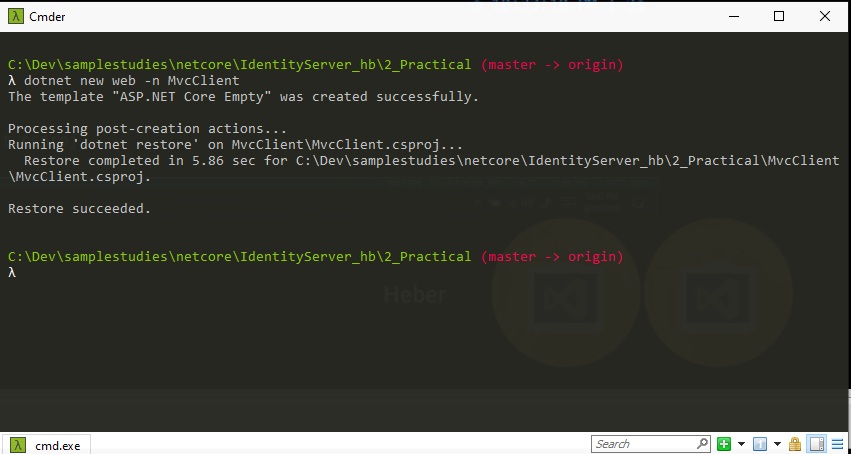 Cmder
C:\Dev\samplestudies\netcore\IdentityServer_hb\2_Practical (master -> origin)
λ dotnet new web -n MvcClient
The template "ASP.NET Core Empty" was created successfully.
Processing post-creation actions...
Running 'dotnet restore' on MvcClient\MvcClient.csproj...
Restore completed in 5.86 sec for C:\Dev\samplestudies\netcore\IdentityServer_hb\2_Practical\MvcClient
\MvcClient.csproj.
Restore succeeded.
C:\Dev\samplestudies\netcore\IdentityServer_hb\2_Practical (master -> origin)
λ
Heber
cmd.exe
Search